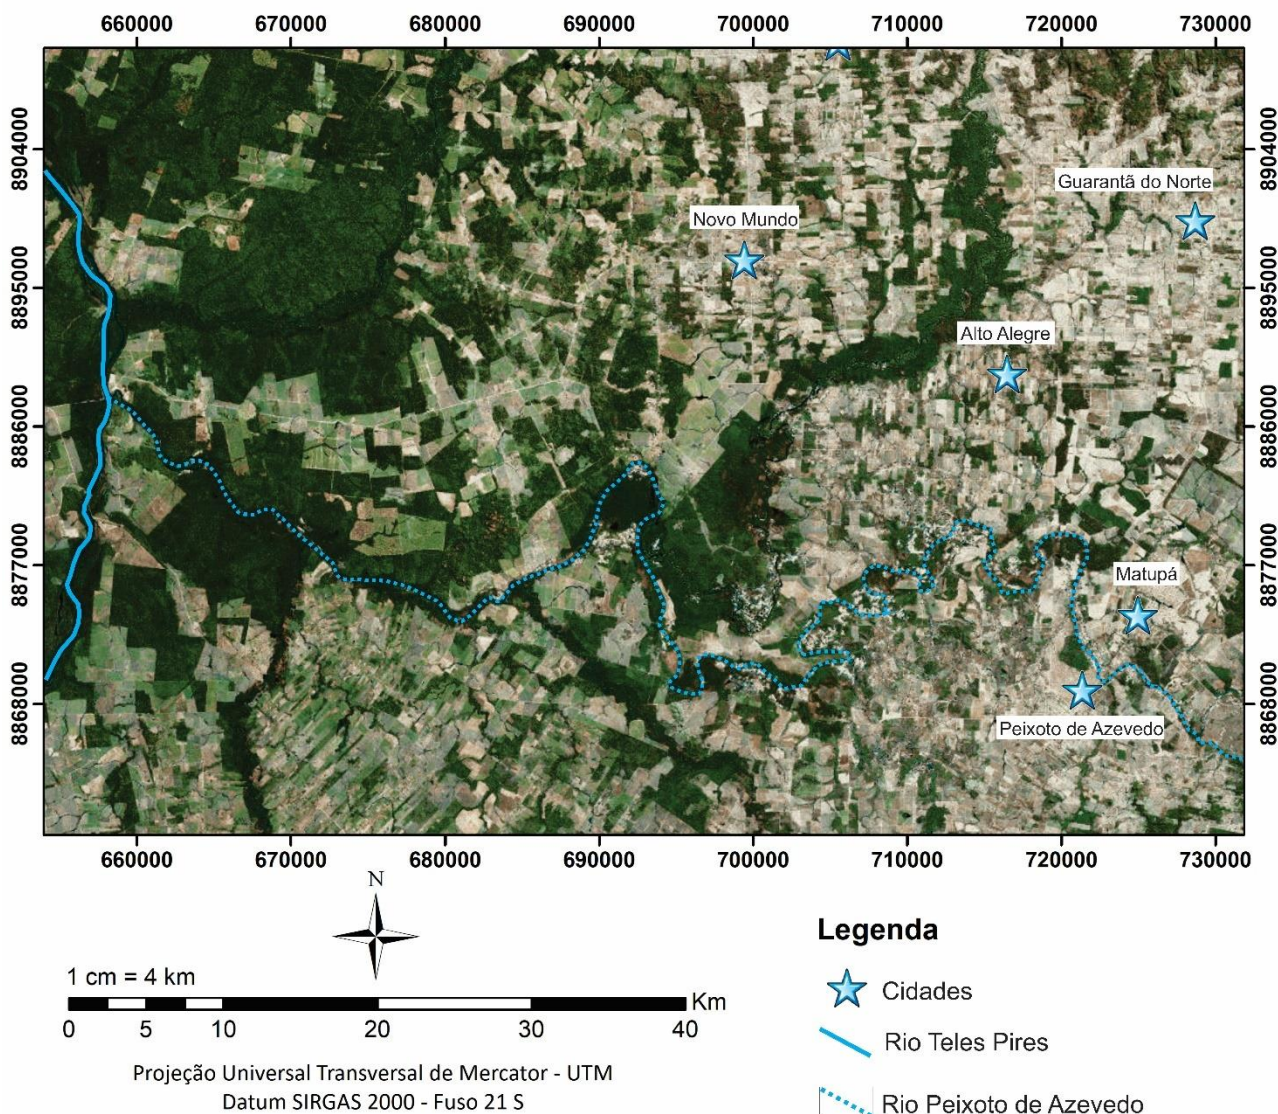 660000 670000 680000 690000 700000 710000 720000 730000
8904000 8904000
Guarantã do Norte
Novo Mundo
8895000 8895000
Alto Alegre
8886000 8886000
8877000 8877000
Matupá
8868000 8868000
Peixoto de Azevedo
660000 670000 680000 690000 700000 710000 720000 730000
N
1 cm = 4 km
Km
0 5 10 20 30 40
Projeção Universal Transversal de Mercator - UTM
Datum SIRGAS 2000 - Fuso 21 S
Legenda
Cidades
Rio Teles Pires
Rio Peixoto de Azevedo